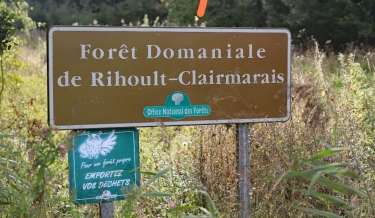 Forêt Domaniale
de Rihoult-Clairmarais
Office National des Forêts
Pour une forêt propre
EMPORTEZ
VOS DÉCHETS